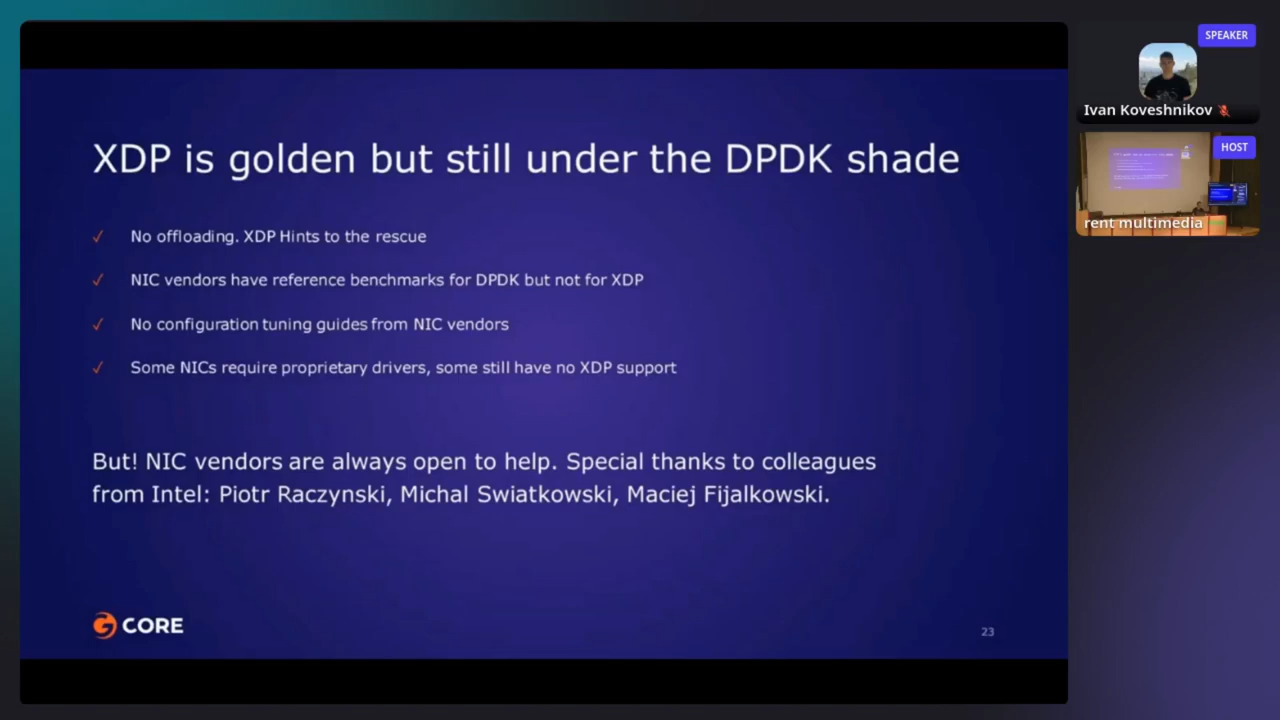 XDP is golden but still under the DPDK shade
✓ No offloading. XDP Hints to the rescue
✓ NIC vendors have reference benchmarks for DPDK but not for XDP
✓ No configuration tuning guides from NIC vendors
✓ Some NICs require proprietary drivers, some still have no XDP support
But! NIC vendors are always open to help. Special thanks to colleagues
from Intel: Piotr Raczynski, Michal Swiatkowski, Maciej Fijalkowski.
G CORE
23
SPEAKER
Ivan Koveshnikov
HOST
rent multimedia